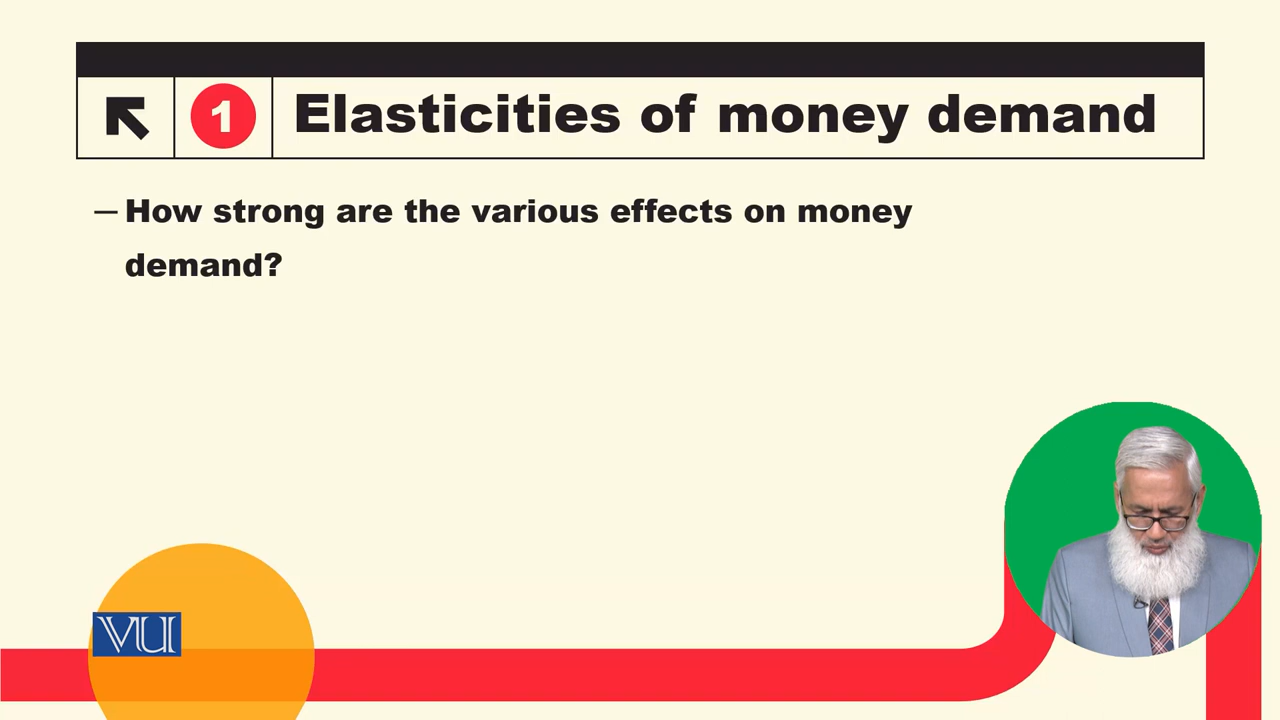 1 Elasticities of money demand
— How strong are the various effects on money
demand?
VU